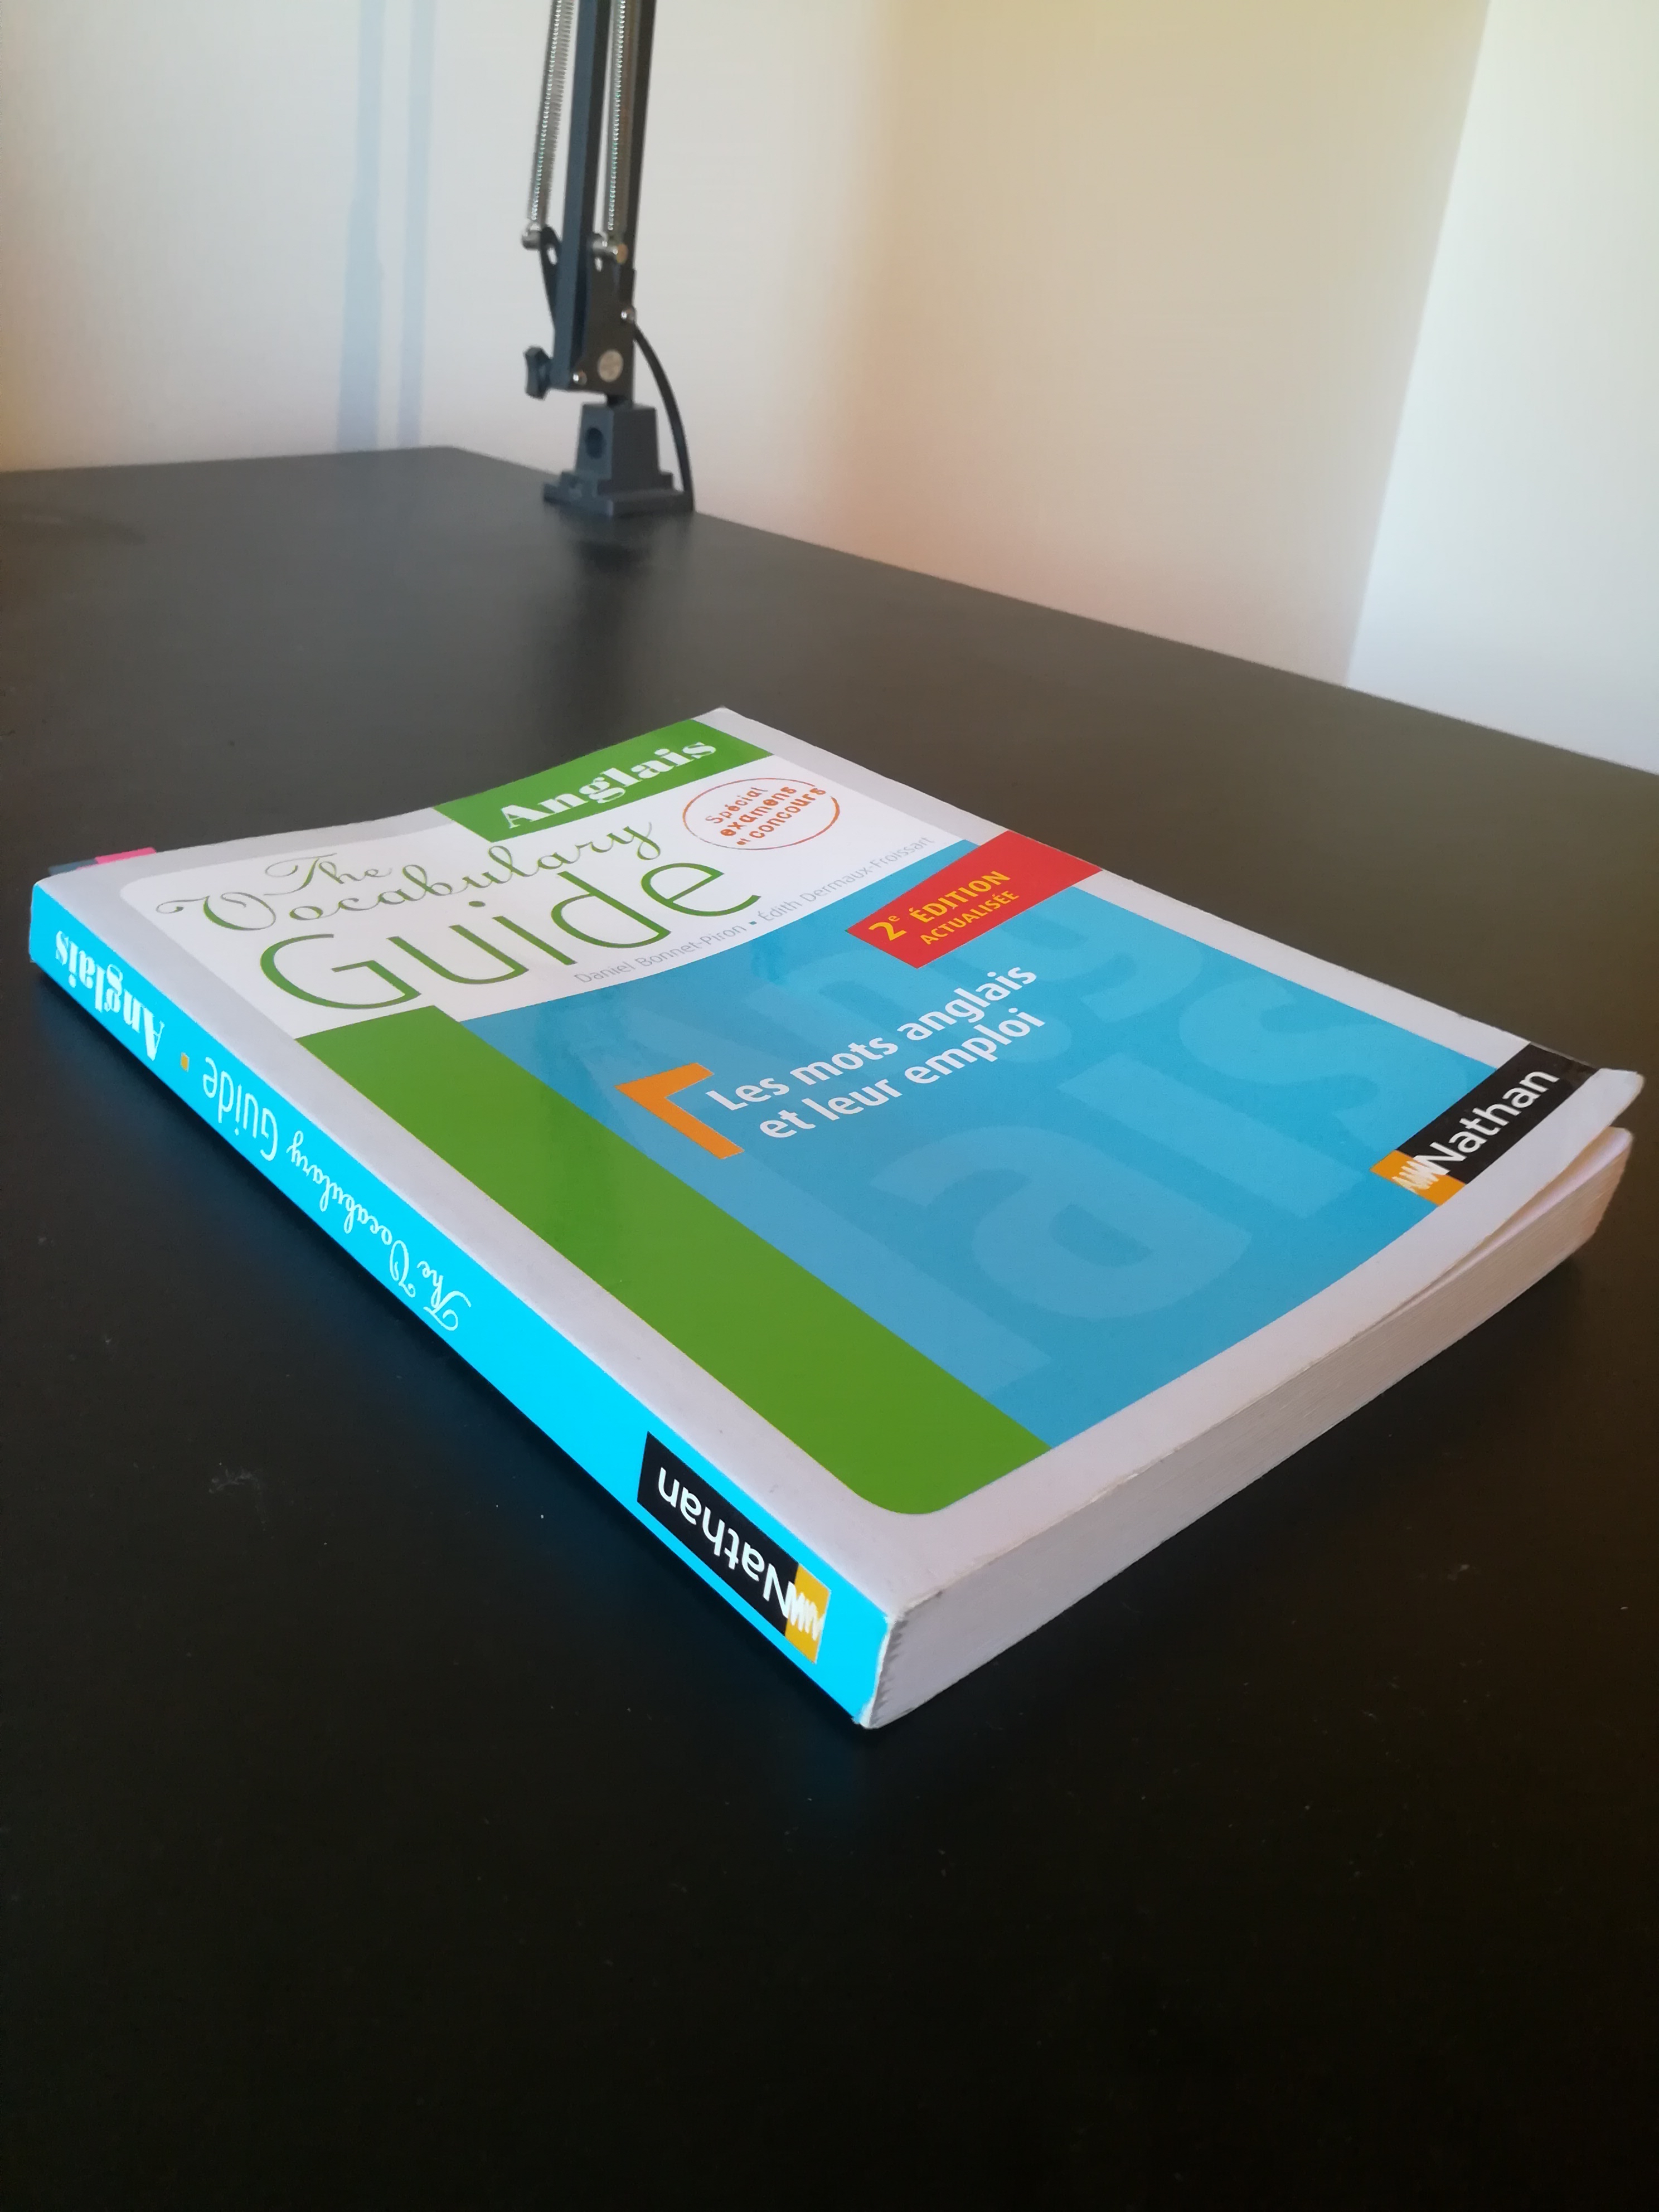 Anglais
The
Vocabulary
Guide
Spécial
examens
et concours
Daniel Bonnet-Piron • Édith Dermaux-Froissart
2e ÉDITION
ACTUALISÉE
Les mots anglais
et leur emploi
Anglais
Nathan
The Vocabulary Guide • Anglais
Nathan